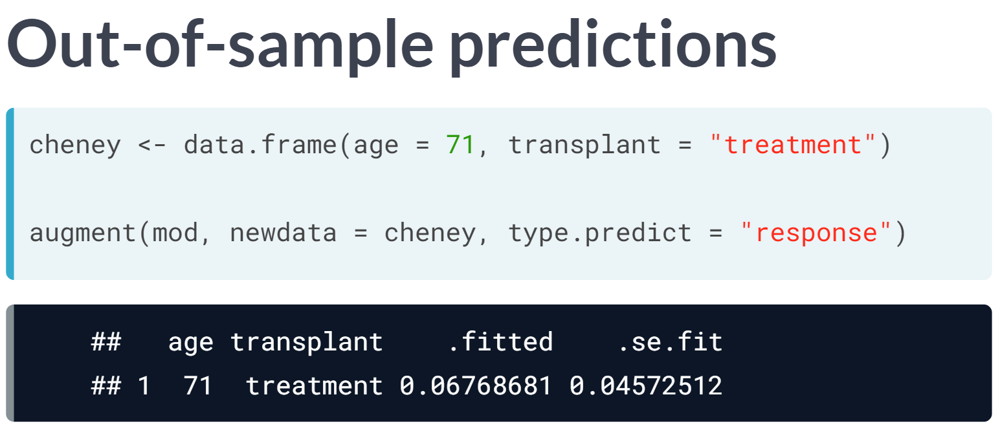 Out-of-sample predictions
cheney <- data.frame(age = 71, transplant = "treatment")
augment(mod, newdata = cheney, type.predict = "response")
##   age transplant    .fitted    .se.fit
## 1  71  treatment 0.06768681 0.04572512